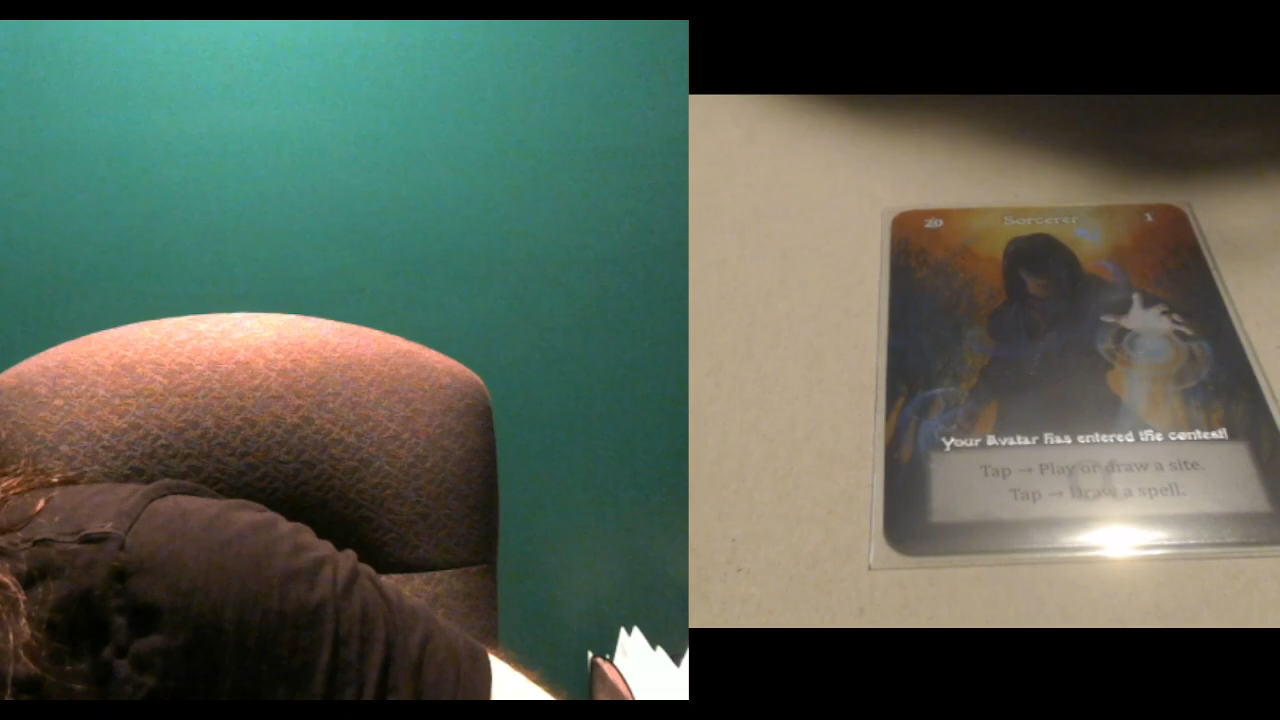 20 Sorcerer 1
Your Avatar has entered the contest!
Tap → Play or draw a site.
Tap → Draw a spell.